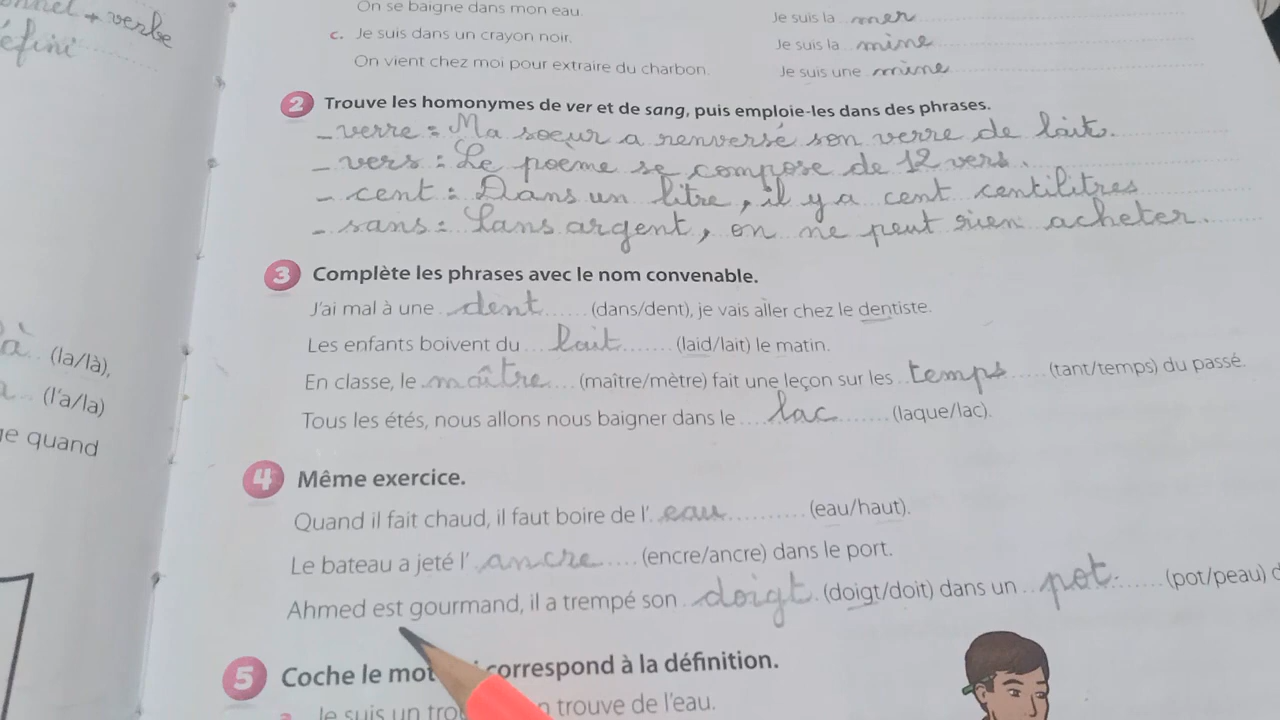 + verbe
On se baigne dans mon eau.
Je suis la mer
c. Je suis dans un crayon noir.
Je suis la mine
On vient chez moi pour extraire du charbon.
Je suis une mine
2 Trouve les homonymes de ver et de sang, puis emploie-les dans des phrases.
- verre : Ma soeur a renversé son verre de lait.
- vers : Le poeme se compose de 12 vers.
- cent : Dans un litre, il y a cent centilitres
- sans : Sans argent, on ne peut rien acheter.
3 Complète les phrases avec le nom convenable.
J'ai mal à une dent (dans/dent), je vais aller chez le dentiste.
Les enfants boivent du lait (laid/lait) le matin.
En classe, le maître (maître/mètre) fait une leçon sur les temps (tant/temps) du passé.
Tous les étés, nous allons nous baigner dans le lac (laque/lac).
à (la/là),
(l'a/la)
quand
4 Même exercice.
Quand il fait chaud, il faut boire de l'eau (eau/haut).
Le bateau a jeté l'ancre (encre/ancre) dans le port.
Ahmed est gourmand, il a trempé son doigt (doigt/doit) dans un pot (pot/peau)
5 Coche le mot correspond à la définition.
a. Je suis un trou trouve de l'eau.